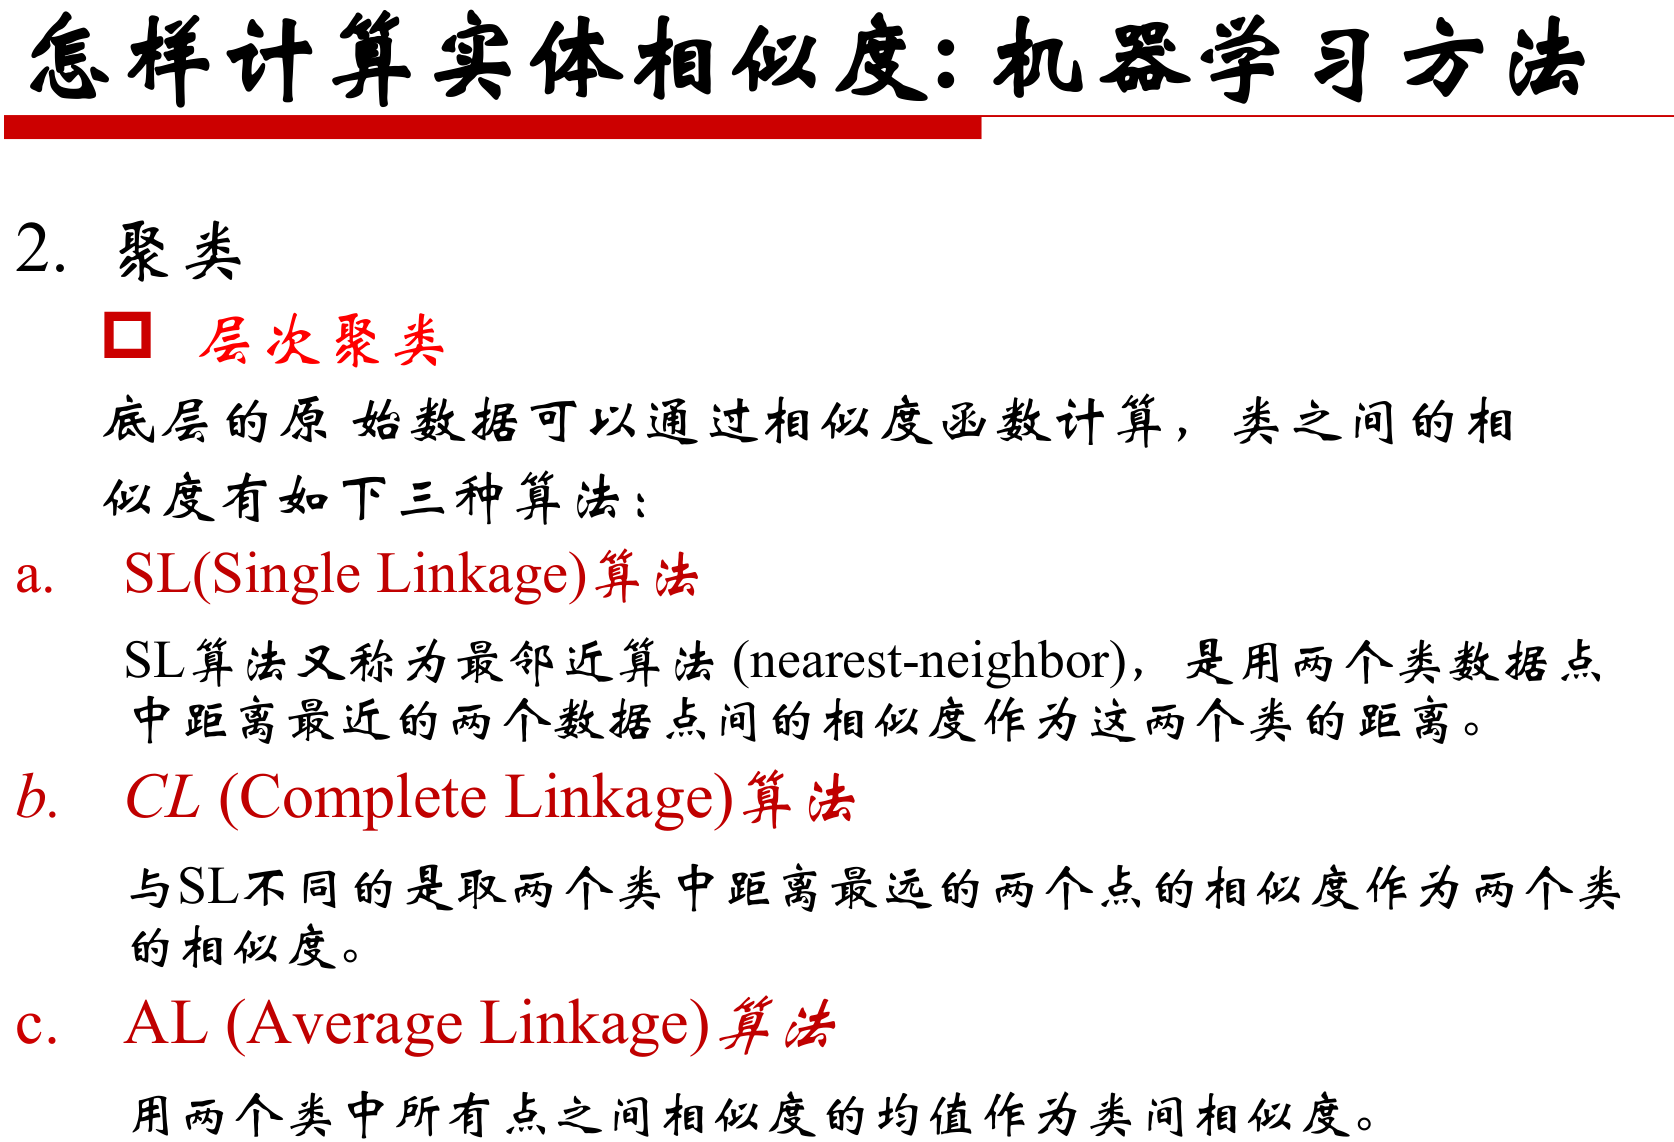 怎样计算实体相似度：机器学习方法
2. 聚类
层次聚类
底层的原 始数据可以通过相似度函数计算，类之间的相
似度有如下三种算法：
a. SL(Single Linkage)算法
SL算法又称为最邻近算法 (nearest-neighbor)，是用两个类数据点
中距离最近的两个数据点间的相似度作为这两个类的距离。
b. CL (Complete Linkage)算法
与SL不同的是取两个类中距离最远的两个点的相似度作为两个类
的相似度。
c. AL (Average Linkage)算法
用两个类中所有点之间相似度的均值作为类间相似度。